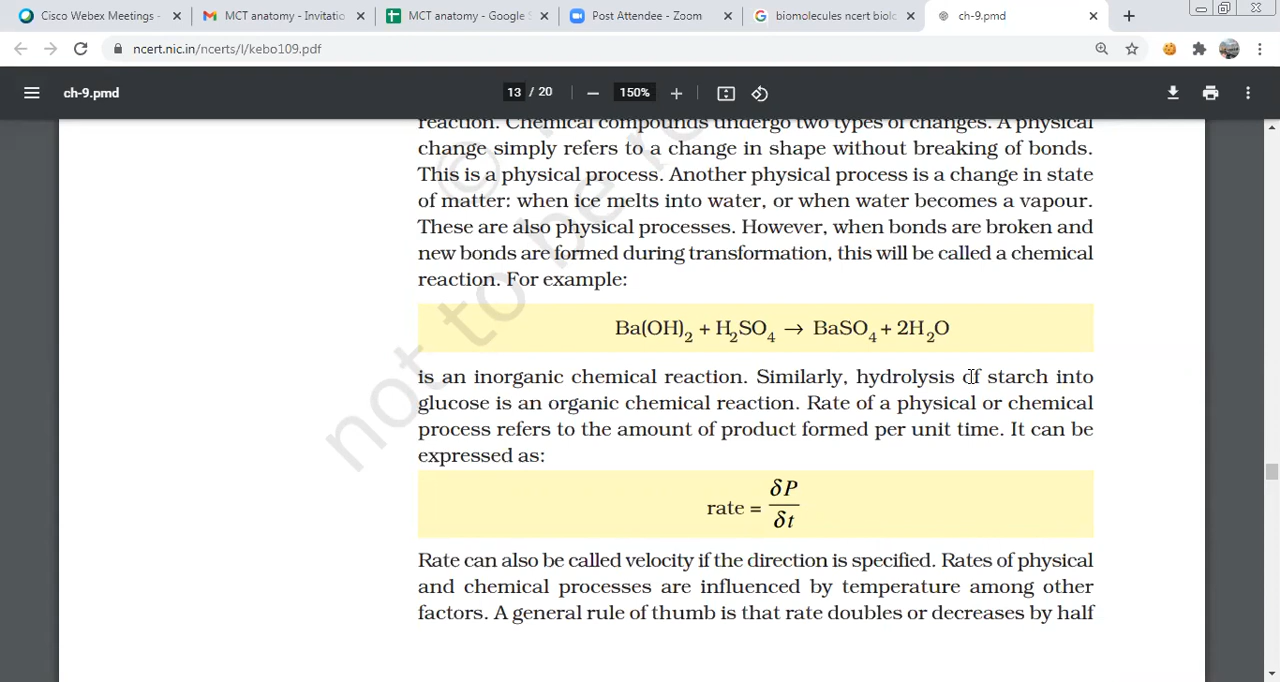 Cisco Webex Meetings -
MCT anatomy - Invitatio
MCT anatomy - Google S
Post Attendee - Zoom
biomolecules ncert biolo
ch-9.pmd
ncert.nic.in/ncerts/l/kebo109.pdf
ch-9.pmd
13 / 20
150%
reaction. Chemical compounds undergo two types of changes. A physical
change simply refers to a change in shape without breaking of bonds.
This is a physical process. Another physical process is a change in state
of matter: when ice melts into water, or when water becomes a vapour.
These are also physical processes. However, when bonds are broken and
new bonds are formed during transformation, this will be called a chemical
reaction. For example:
Ba(OH)₂ + H₂SO₄ → BaSO₄ + 2H₂O
is an inorganic chemical reaction. Similarly, hydrolysis of starch into
glucose is an organic chemical reaction. Rate of a physical or chemical
process refers to the amount of product formed per unit time. It can be
expressed as:
rate = δP
δt
Rate can also be called velocity if the direction is specified. Rates of physical
and chemical processes are influenced by temperature among other
factors. A general rule of thumb is that rate doubles or decreases by half
© not to be re